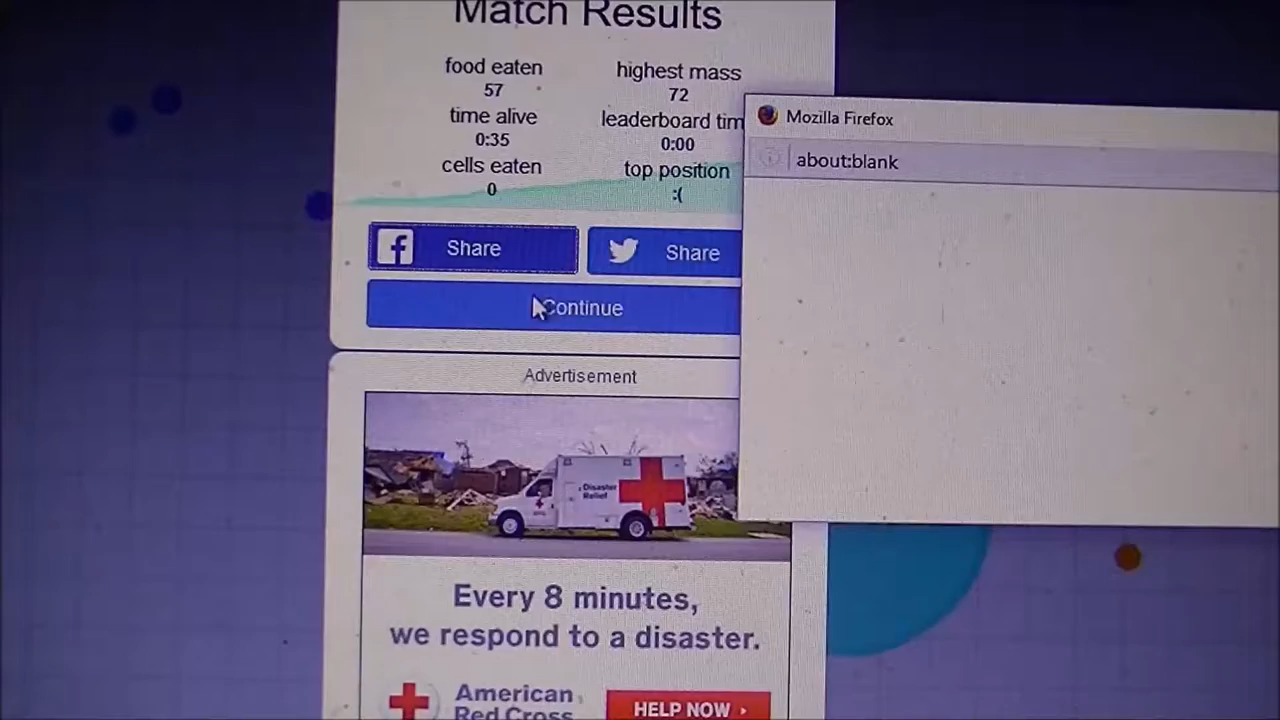 Match Results
food eaten
57
highest mass
72
time alive
0:35
leaderboard tim
0:00
cells eaten
0
top position
:(
Share
Share
Continue
Mozilla Firefox
about:blank
Advertisement
Disaster
Relief
Every 8 minutes,
we respond to a disaster.
American
Red Cross
HELP NOW